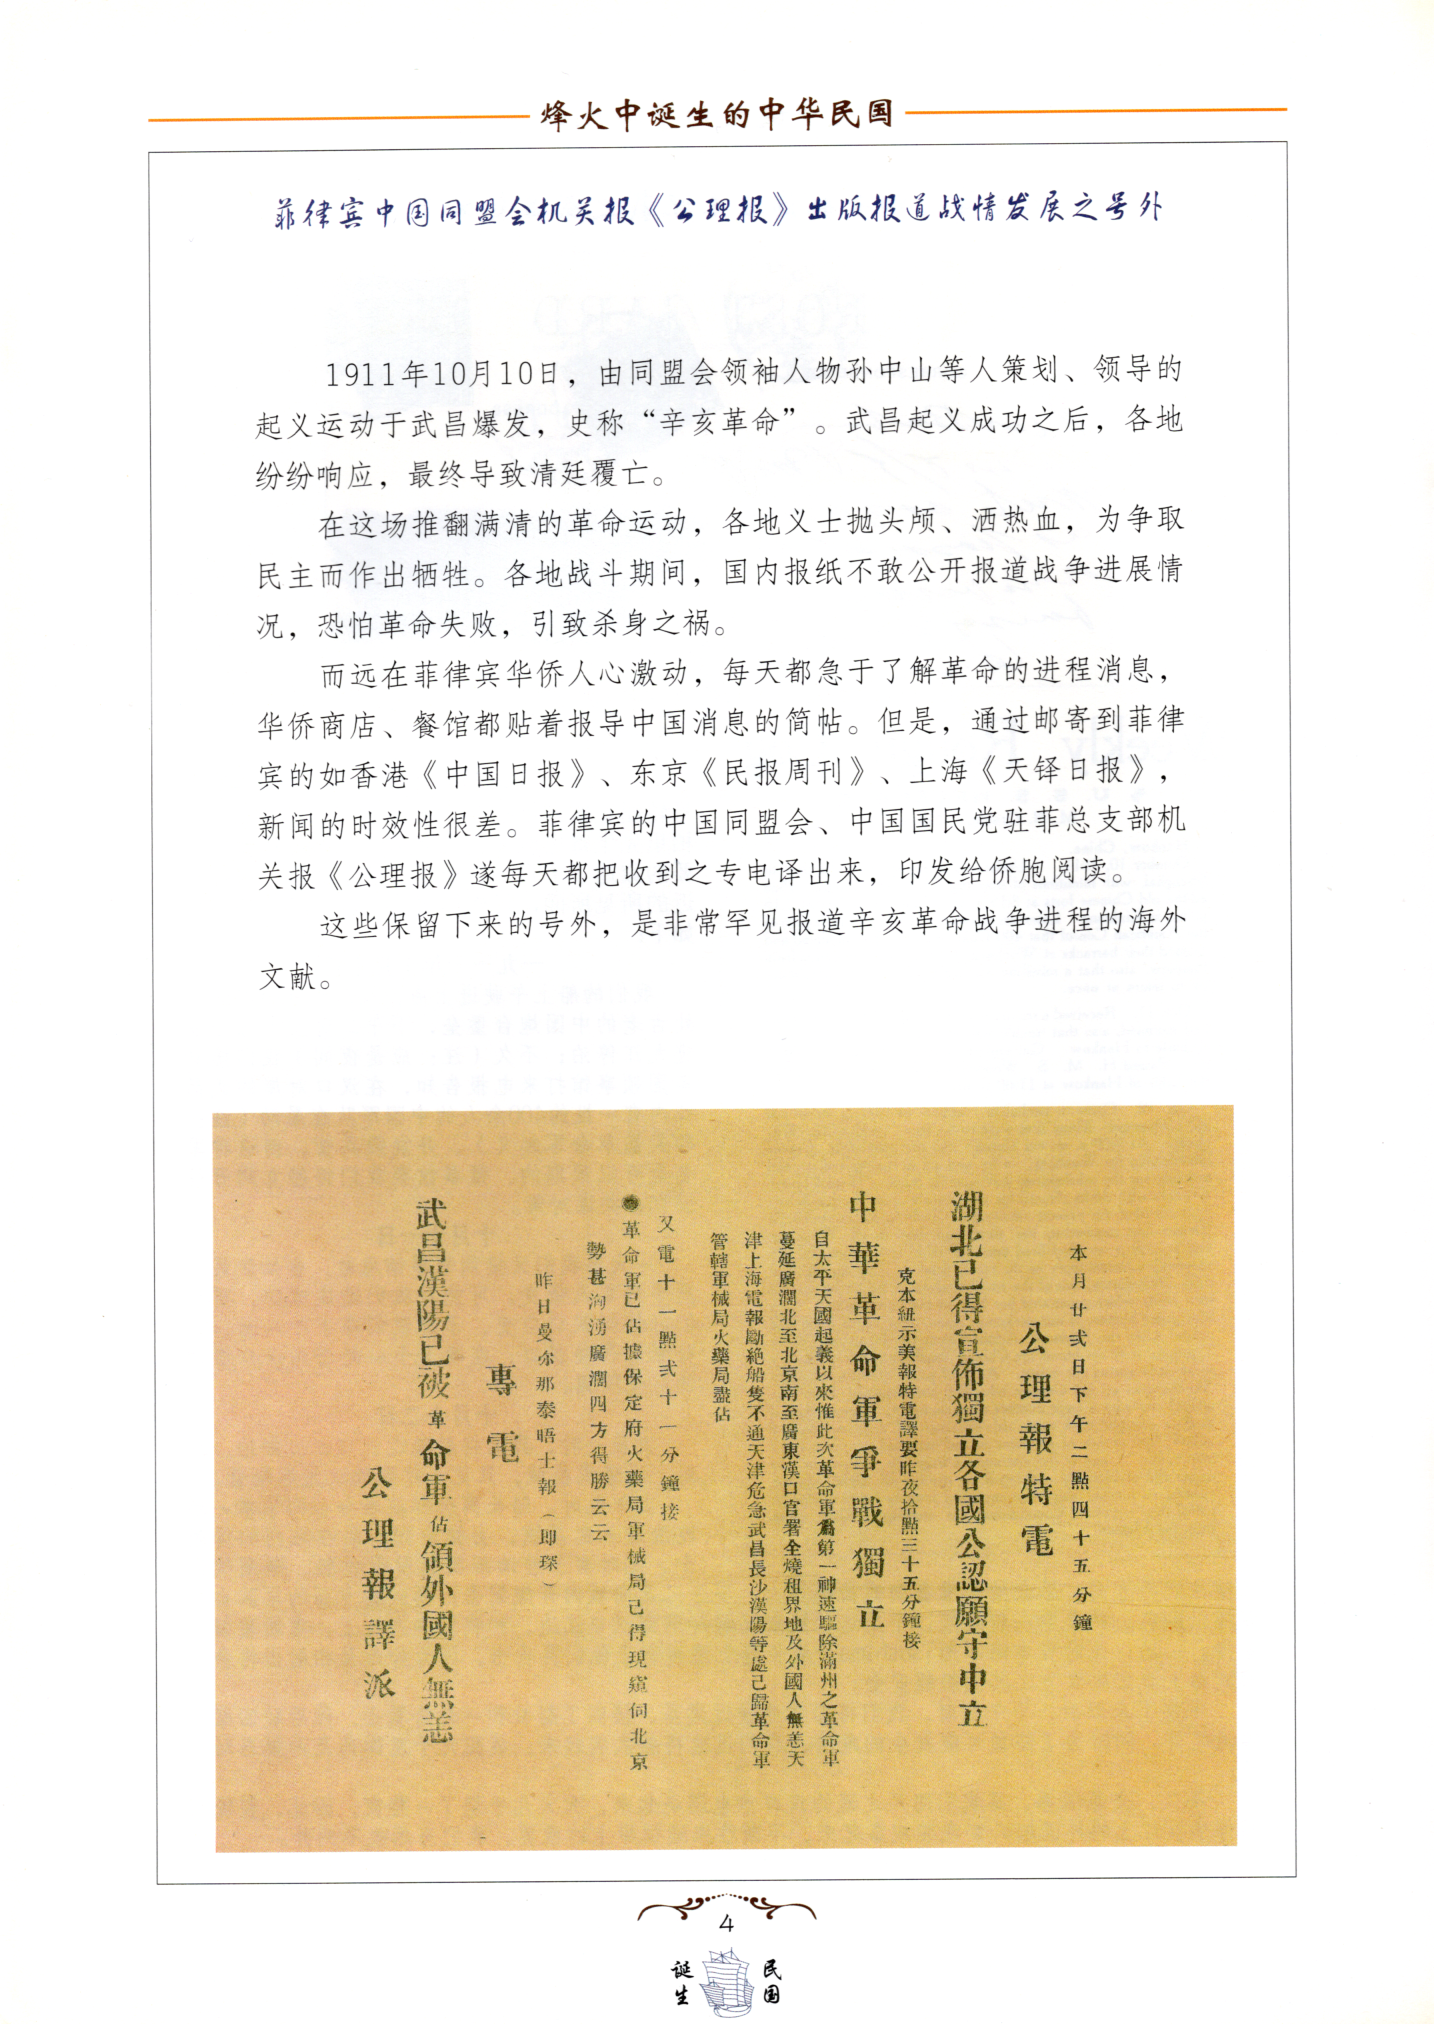 烽火中诞生的中华民国
菲律宾中国同盟会机关报《公理报》出版报道战情发展之号外
1911年10月10日，由同盟会领袖人物孙中山等人策划、领导的
起义运动于武昌爆发，史称“辛亥革命”。武昌起义成功之后，各地
纷纷响应，最终导致清廷覆亡。
在这场推翻满清的革命运动，各地义士抛头颅、洒热血，为争取
民主而作出牺牲。各地战斗期间，国内报纸不敢公开报道战争进展情
况，恐怕革命失败，引致杀身之祸。
而远在菲律宾华侨人心激动，每天都急于了解革命的进程消息，
华侨商店、餐馆都贴着报导中国消息的简帖。但是，通过邮寄到菲律
宾的如香港《中国日报》、东京《民报周刊》、上海《天铎日报》，
新闻的时效性很差。菲律宾的中国同盟会、中国国民党驻菲总支部机
关报《公理报》遂每天都把收到之专电译出来，印发给侨胞阅读。
这些保留下来的号外，是非常罕见报道辛亥革命战争进程的海外
文献。
本月廿弍日下午二點四十五分鐘
公理報特電
湖北已得宣佈獨立各國公認願守中立
克本紐示美報特電譯要昨夜拾點三十五分鐘接
中華革命軍爭戰獨立
自太平天國起義以來惟此次革命軍爲第一神速驅除滿州之革命軍
蔓延廣濶北至北京南至廣東漢口官署全燒租界地及外國人無恙天
津上海電報斷絶船隻不通天津危急武昌長沙漢陽等處己歸革命軍
管轄軍械局火藥局盡佔
又電十一點弍十一分鐘接
●革命軍已佔據保定府火藥局軍械局己得現窺伺北京
勢甚洶湧廣濶四方得勝云云
昨日曼尓那泰晤士報（即琛）
專電
武昌漢陽已被革命軍佔領外國人無恙
公理報譯派
4
诞生
民国